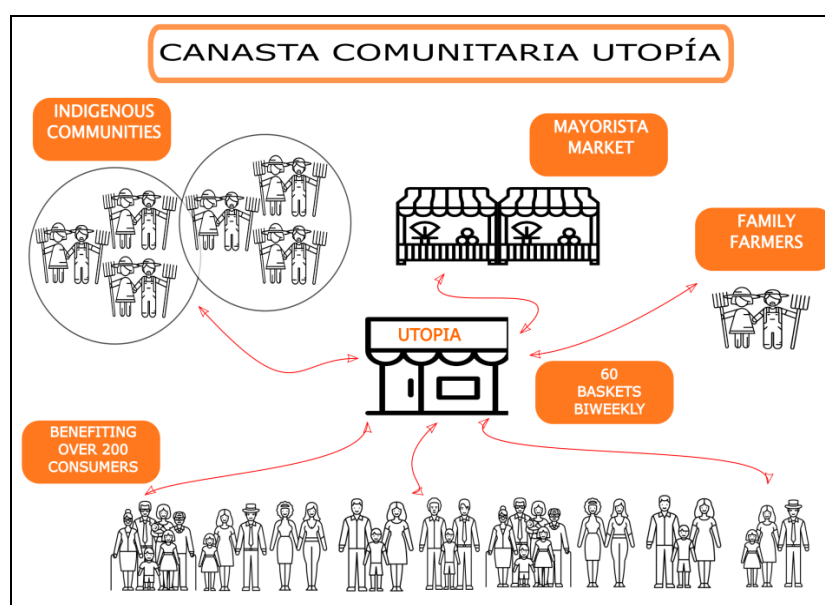 CANASTA COMUNITARIA UTOPÍA
INDIGENOUS
COMMUNITIES
MAYORISTA
MARKET
FAMILY
FARMERS
UTOPIA
60
BASKETS
BIWEEKLY
BENEFITING
OVER 200
CONSUMERS